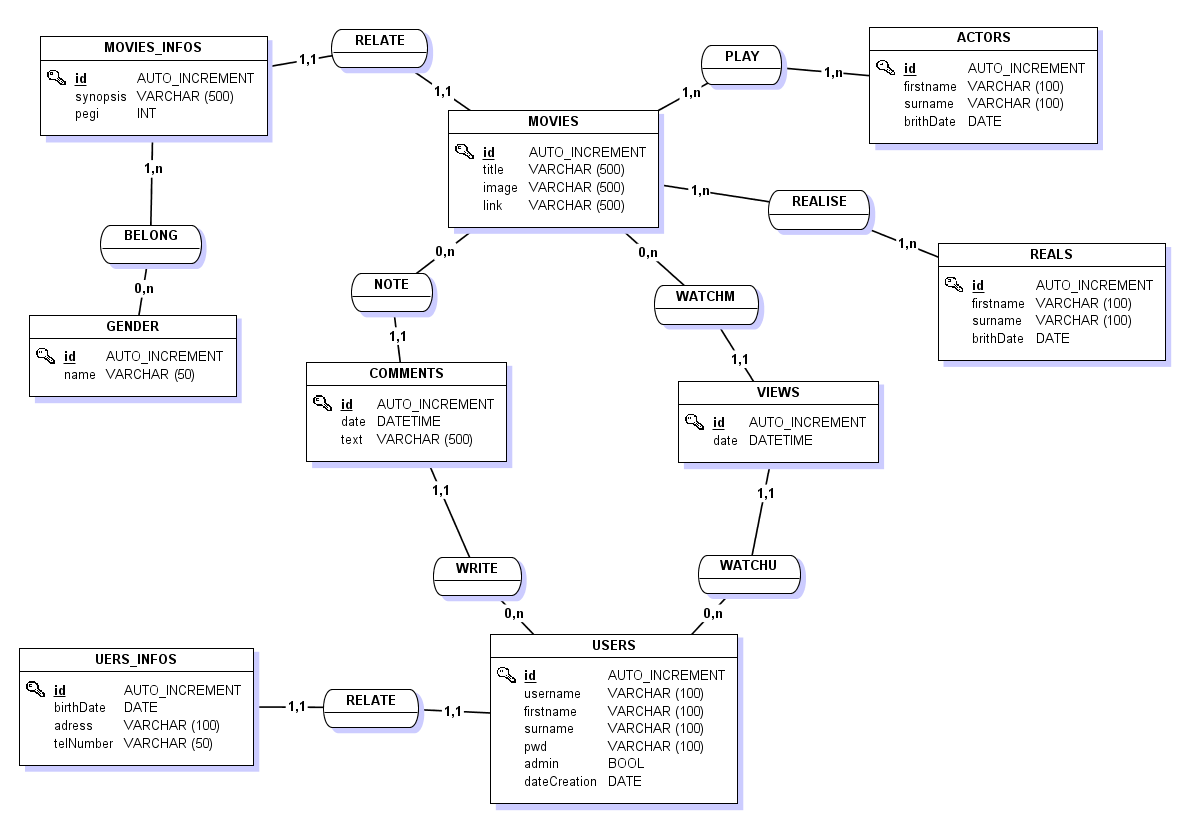 MOVIES_INFOS
id AUTO_INCREMENT
synopsis VARCHAR (500)
pegi INT
1,1
RELATE
1,1
PLAY
1,n
1,n
ACTORS
id AUTO_INCREMENT
firstname VARCHAR (100)
surname VARCHAR (100)
brithDate DATE
MOVIES
id AUTO_INCREMENT
title VARCHAR (500)
image VARCHAR (500)
link VARCHAR (500)
1,n
REALISE
1,n
REALS
id AUTO_INCREMENT
firstname VARCHAR (100)
surname VARCHAR (100)
brithDate DATE
1,n
BELONG
0,n
GENDER
id AUTO_INCREMENT
name VARCHAR (50)
0,n
NOTE
1,1
COMMENTS
id AUTO_INCREMENT
date DATETIME
text VARCHAR (500)
0,n
WATCHM
1,1
VIEWS
id AUTO_INCREMENT
date DATETIME
1,1
WRITE
0,n
1,1
WATCHU
0,n
UERS_INFOS
id AUTO_INCREMENT
birthDate DATE
adress VARCHAR (100)
telNumber VARCHAR (50)
1,1
RELATE
1,1
USERS
id AUTO_INCREMENT
username VARCHAR (100)
firstname VARCHAR (100)
surname VARCHAR (100)
pwd VARCHAR (100)
admin BOOL
dateCreation DATE